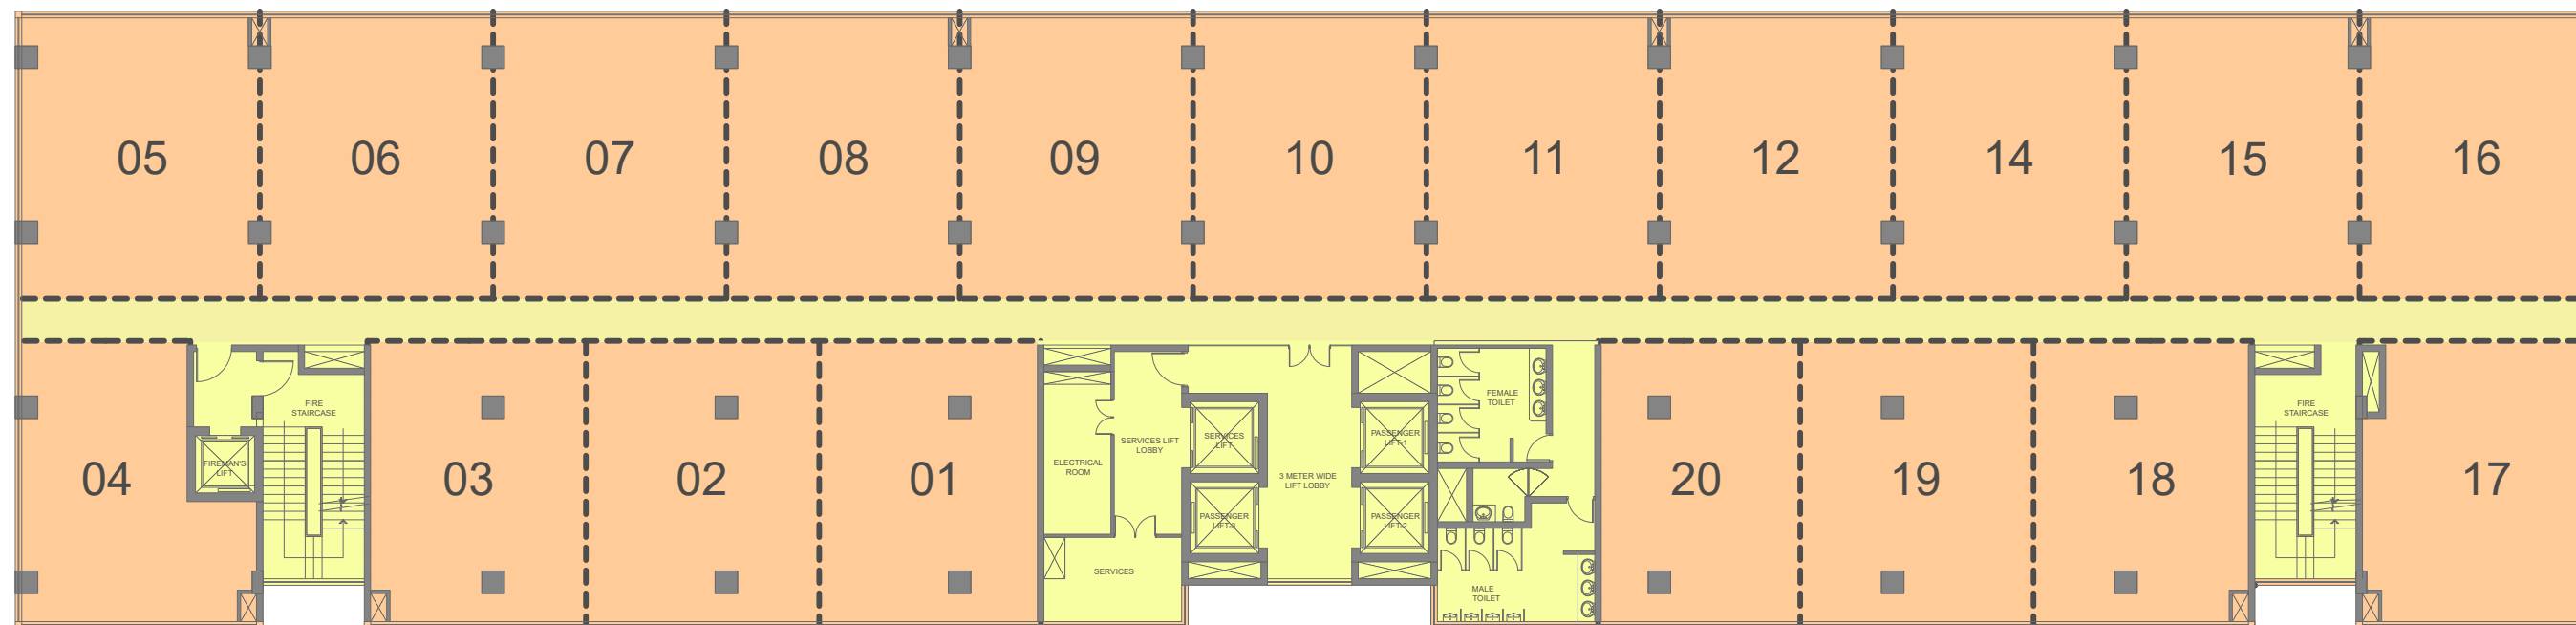 05
06
07
08
09
10
11
12
14
15
16
04
FIREMAN'S
LIFT
FIRE
STAIRCASE
03
02
01
ELECTRICAL
ROOM
SERVICES LIFT
LOBBY
SERVICES
SERVICES
LIFT
PASSENGER
LIFT-3
3 METER WIDE
LIFT LOBBY
PASSENGER
LIFT-1
PASSENGER
LIFT-2
FEMALE
TOILET
MALE
TOILET
20
19
18
FIRE
STAIRCASE
17